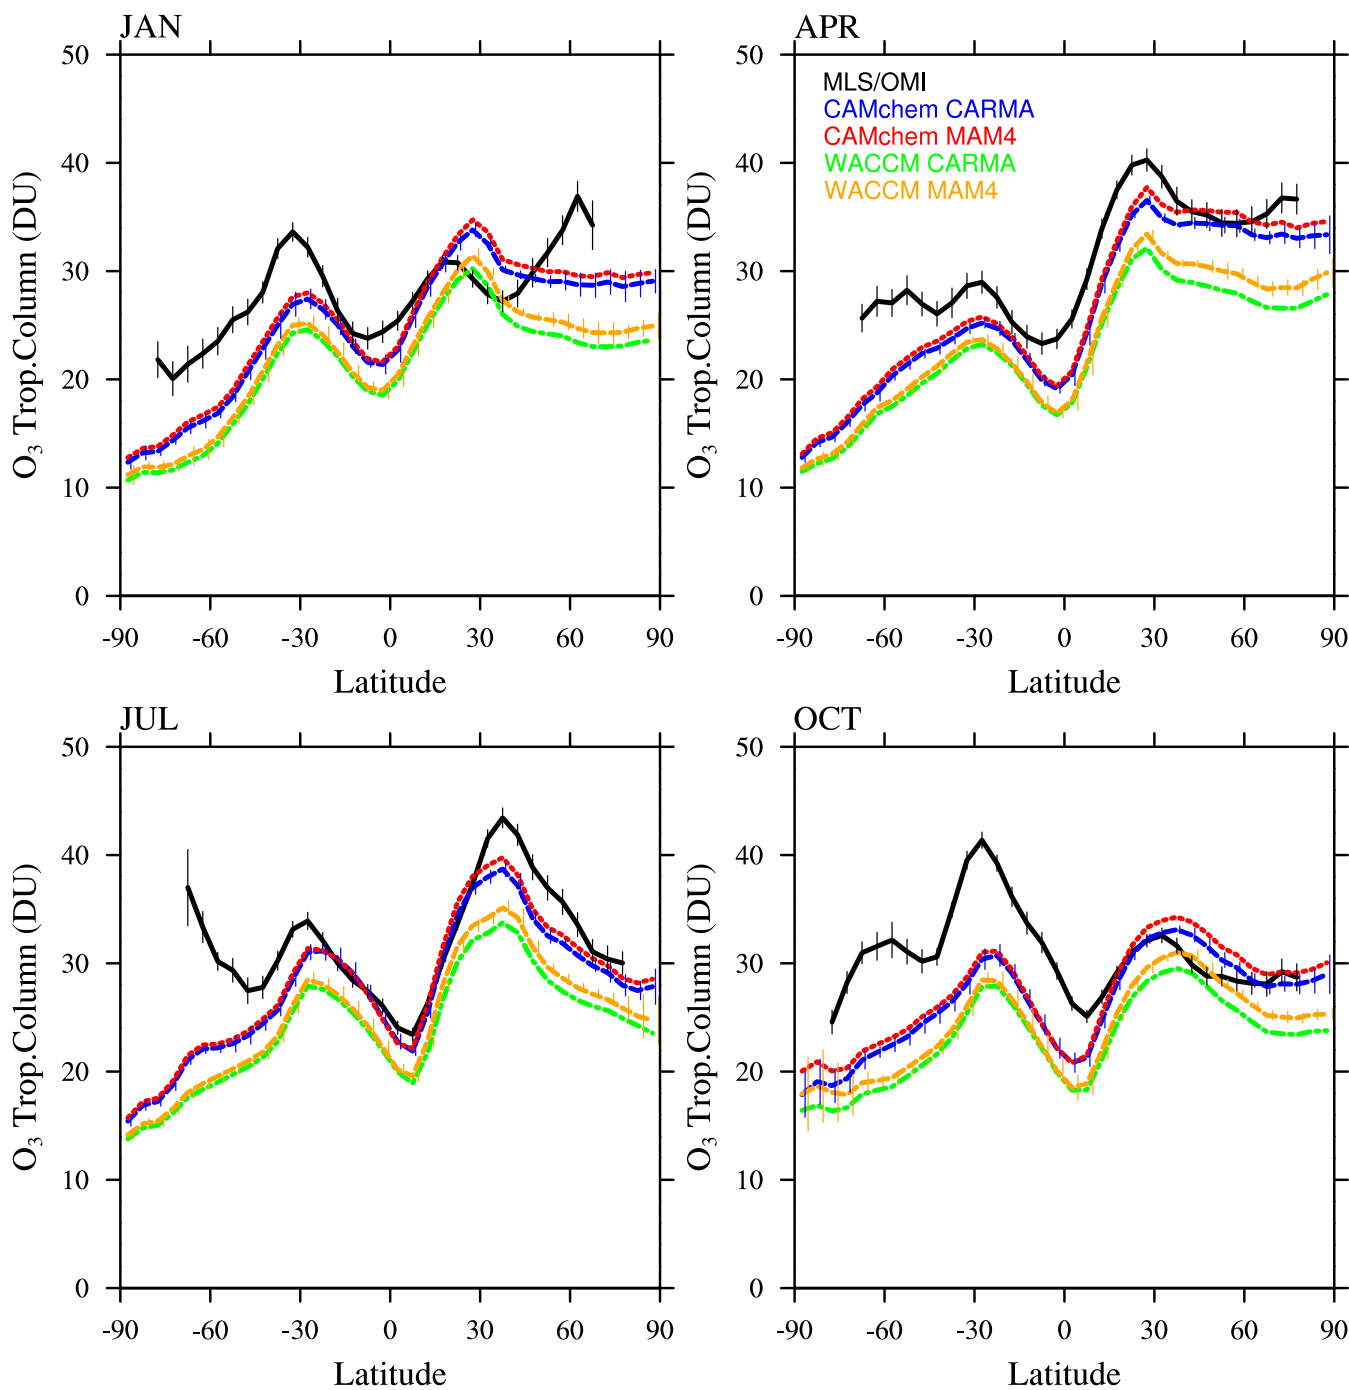 JAN
50
40
30
20
10
0
O3 Trop.Column (DU)
-90 -60 -30 0 30 60 90
Latitude
APR
50
40
30
20
10
0
O3 Trop.Column (DU)
MLS/OMI
CAMchem CARMA
CAMchem MAM4
WACCM CARMA
WACCM MAM4
-90 -60 -30 0 30 60 90
Latitude
JUL
50
40
30
20
10
0
O3 Trop.Column (DU)
-90 -60 -30 0 30 60 90
Latitude
OCT
50
40
30
20
10
0
O3 Trop.Column (DU)
-90 -60 -30 0 30 60 90
Latitude